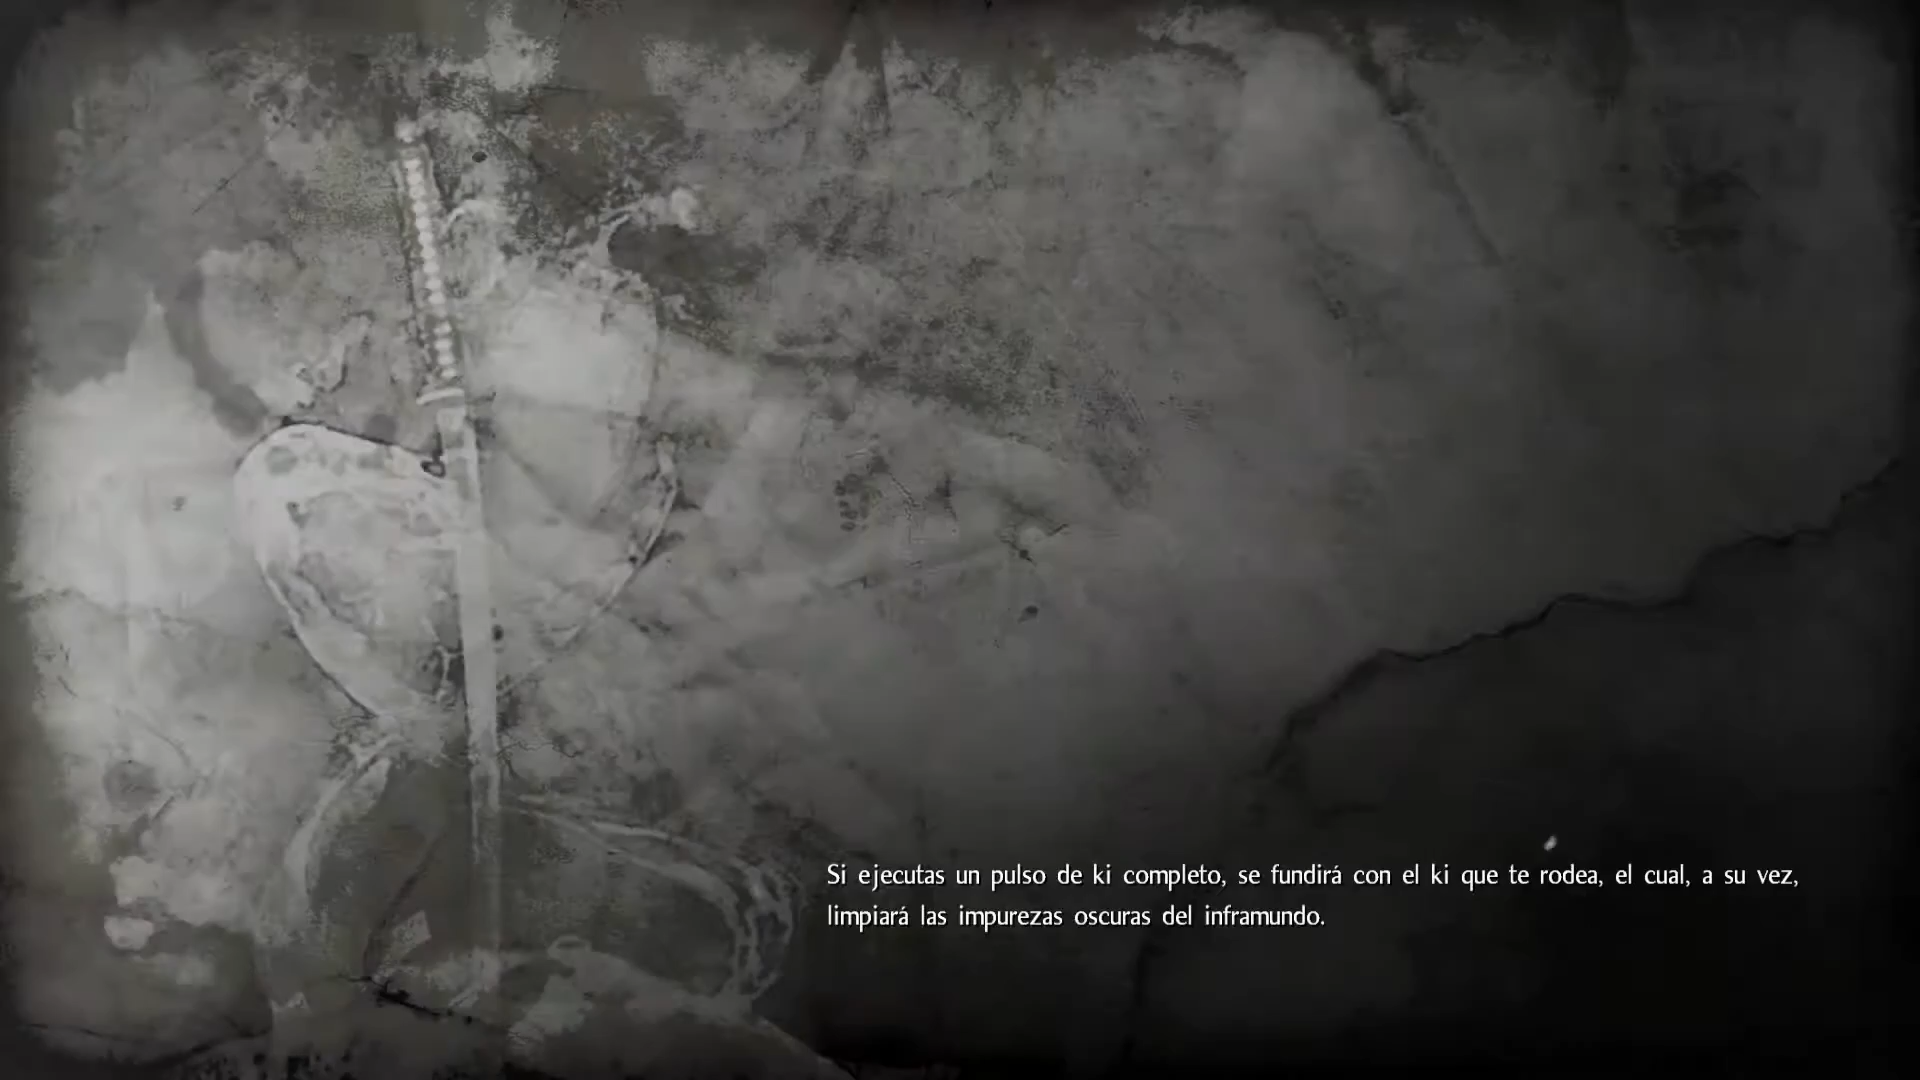 Si ejecutas un pulso de ki completo, se fundirá con el ki que te rodea, el cual, a su vez,
limpiará las impurezas oscuras del inframundo.